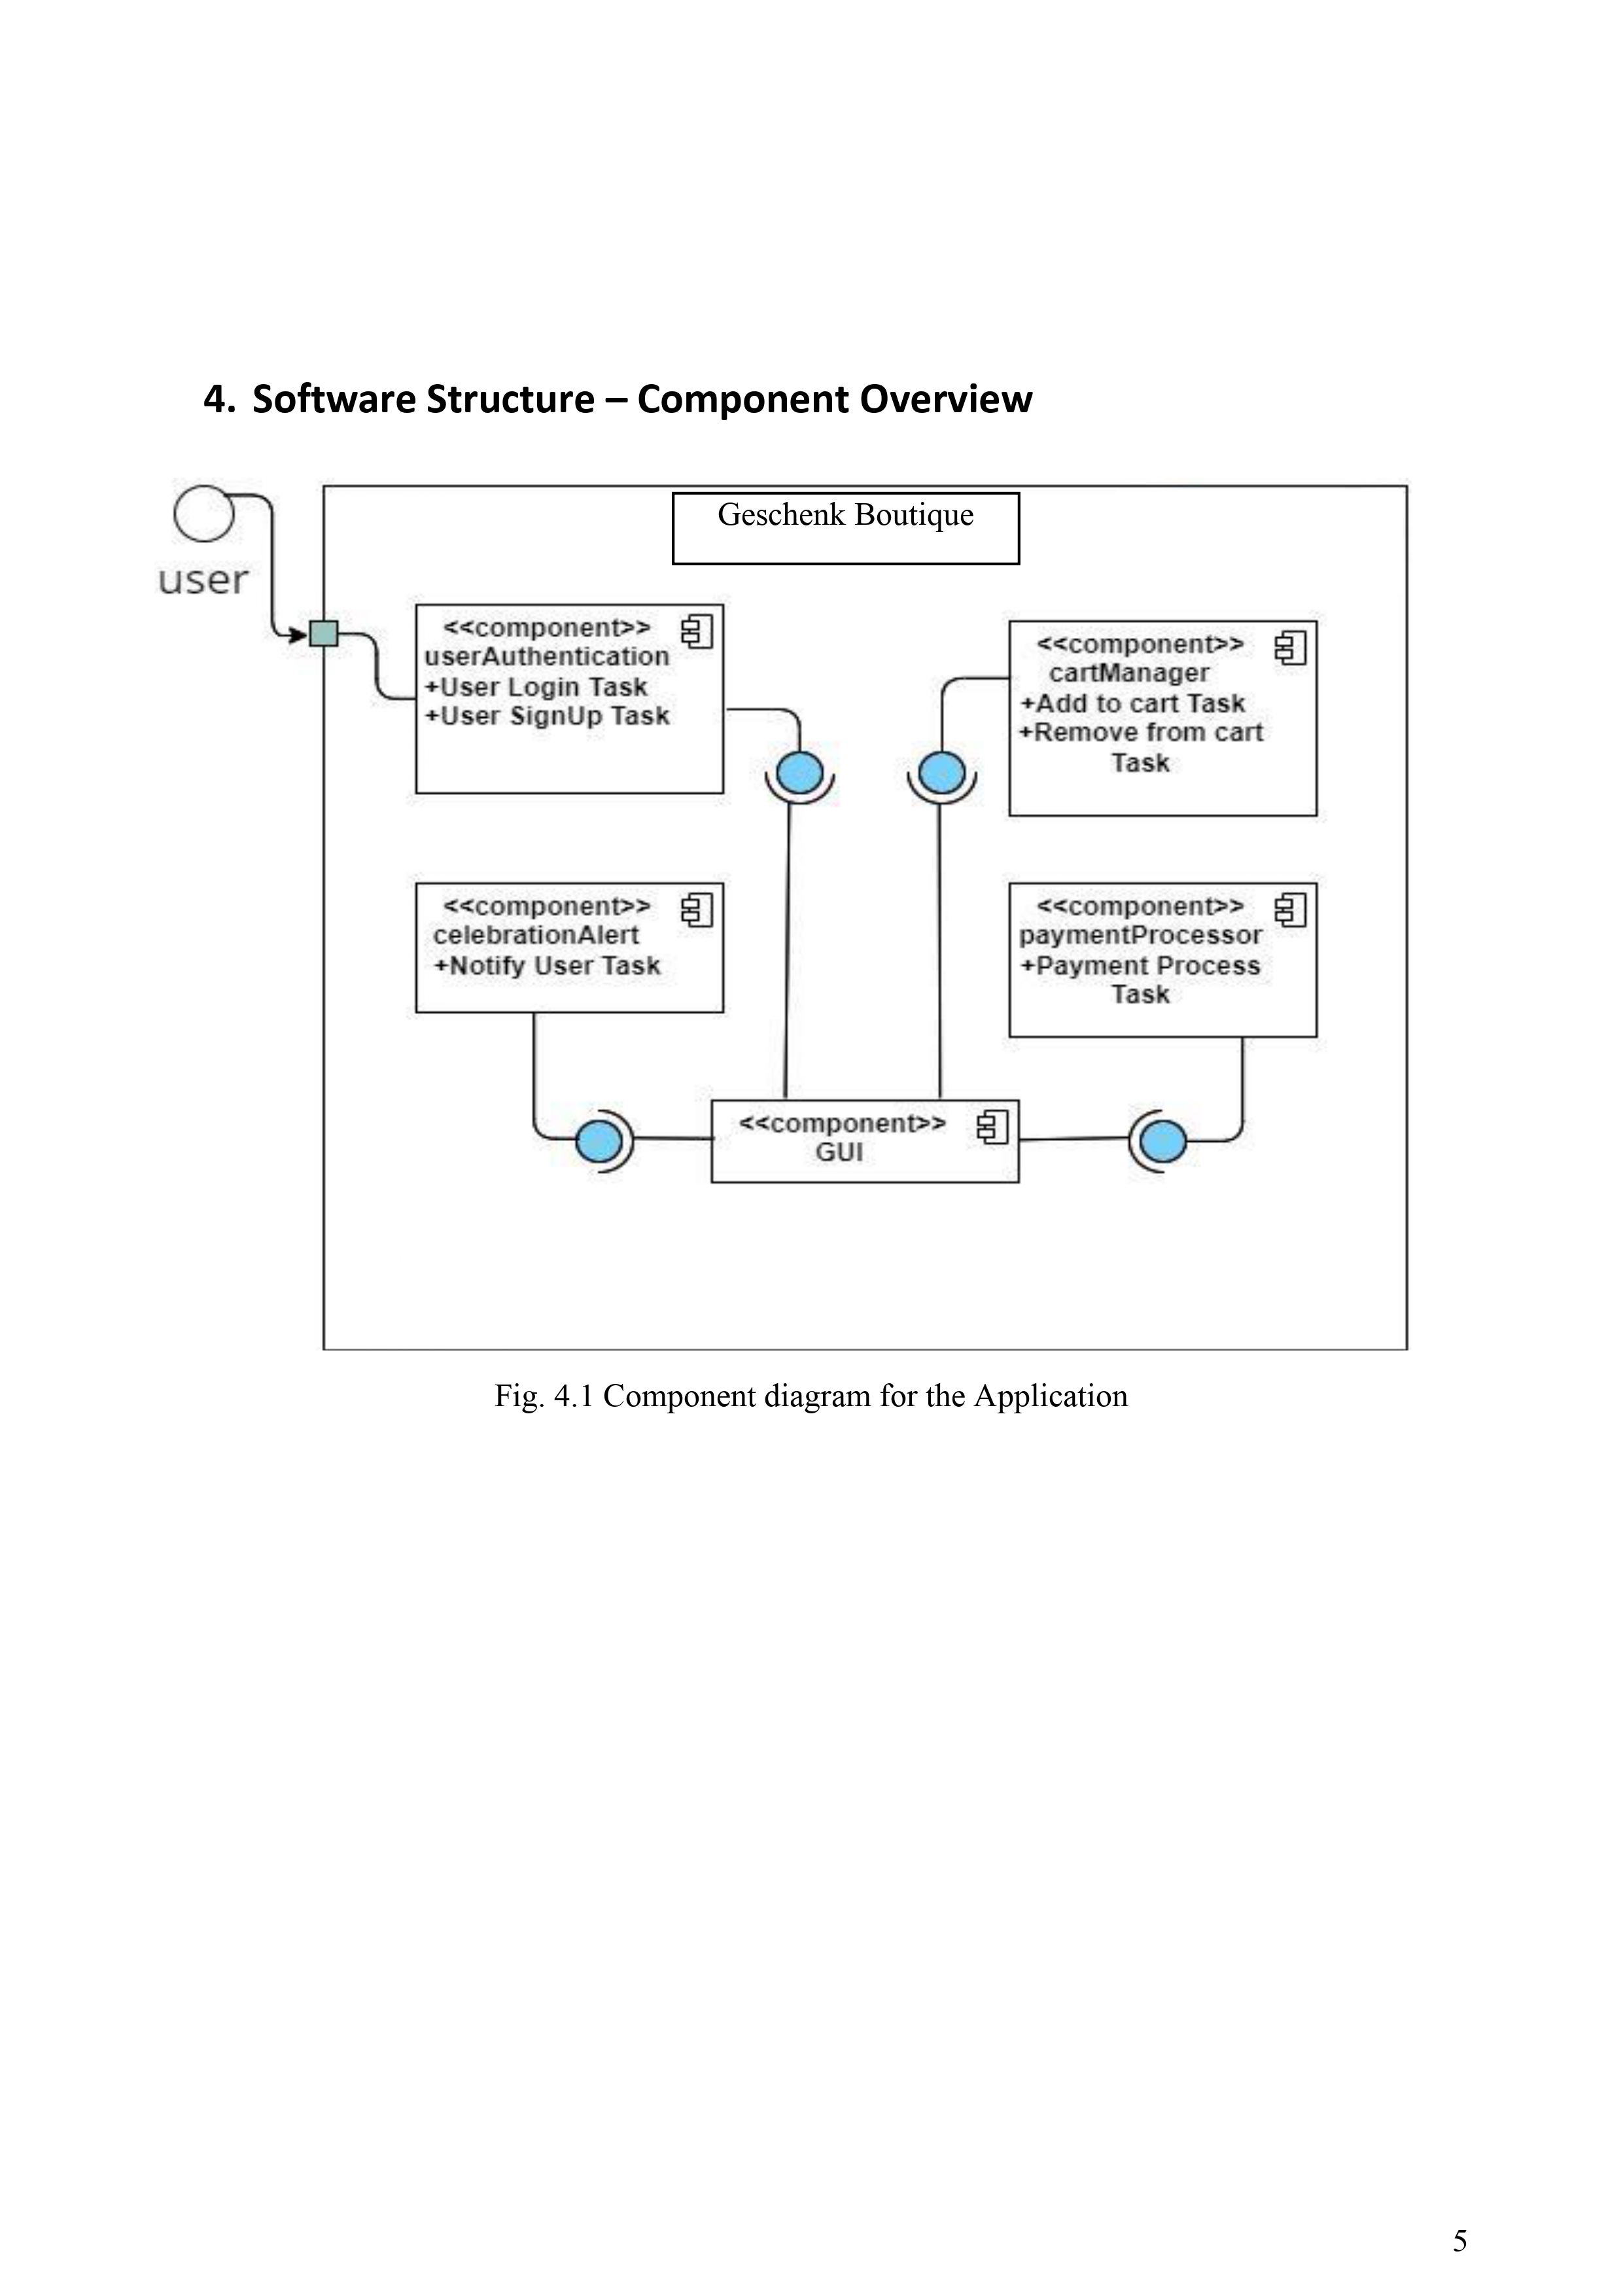 4. Software Structure – Component Overview
user
Geschenk Boutique
<<component>>
userAuthentication
+User Login Task
+User SignUp Task
<<component>>
cartManager
+Add to cart Task
+Remove from cart
Task
<<component>>
celebrationAlert
+Notify User Task
<<component>>
paymentProcessor
+Payment Process
Task
<<component>>
GUI
Fig. 4.1 Component diagram for the Application
5